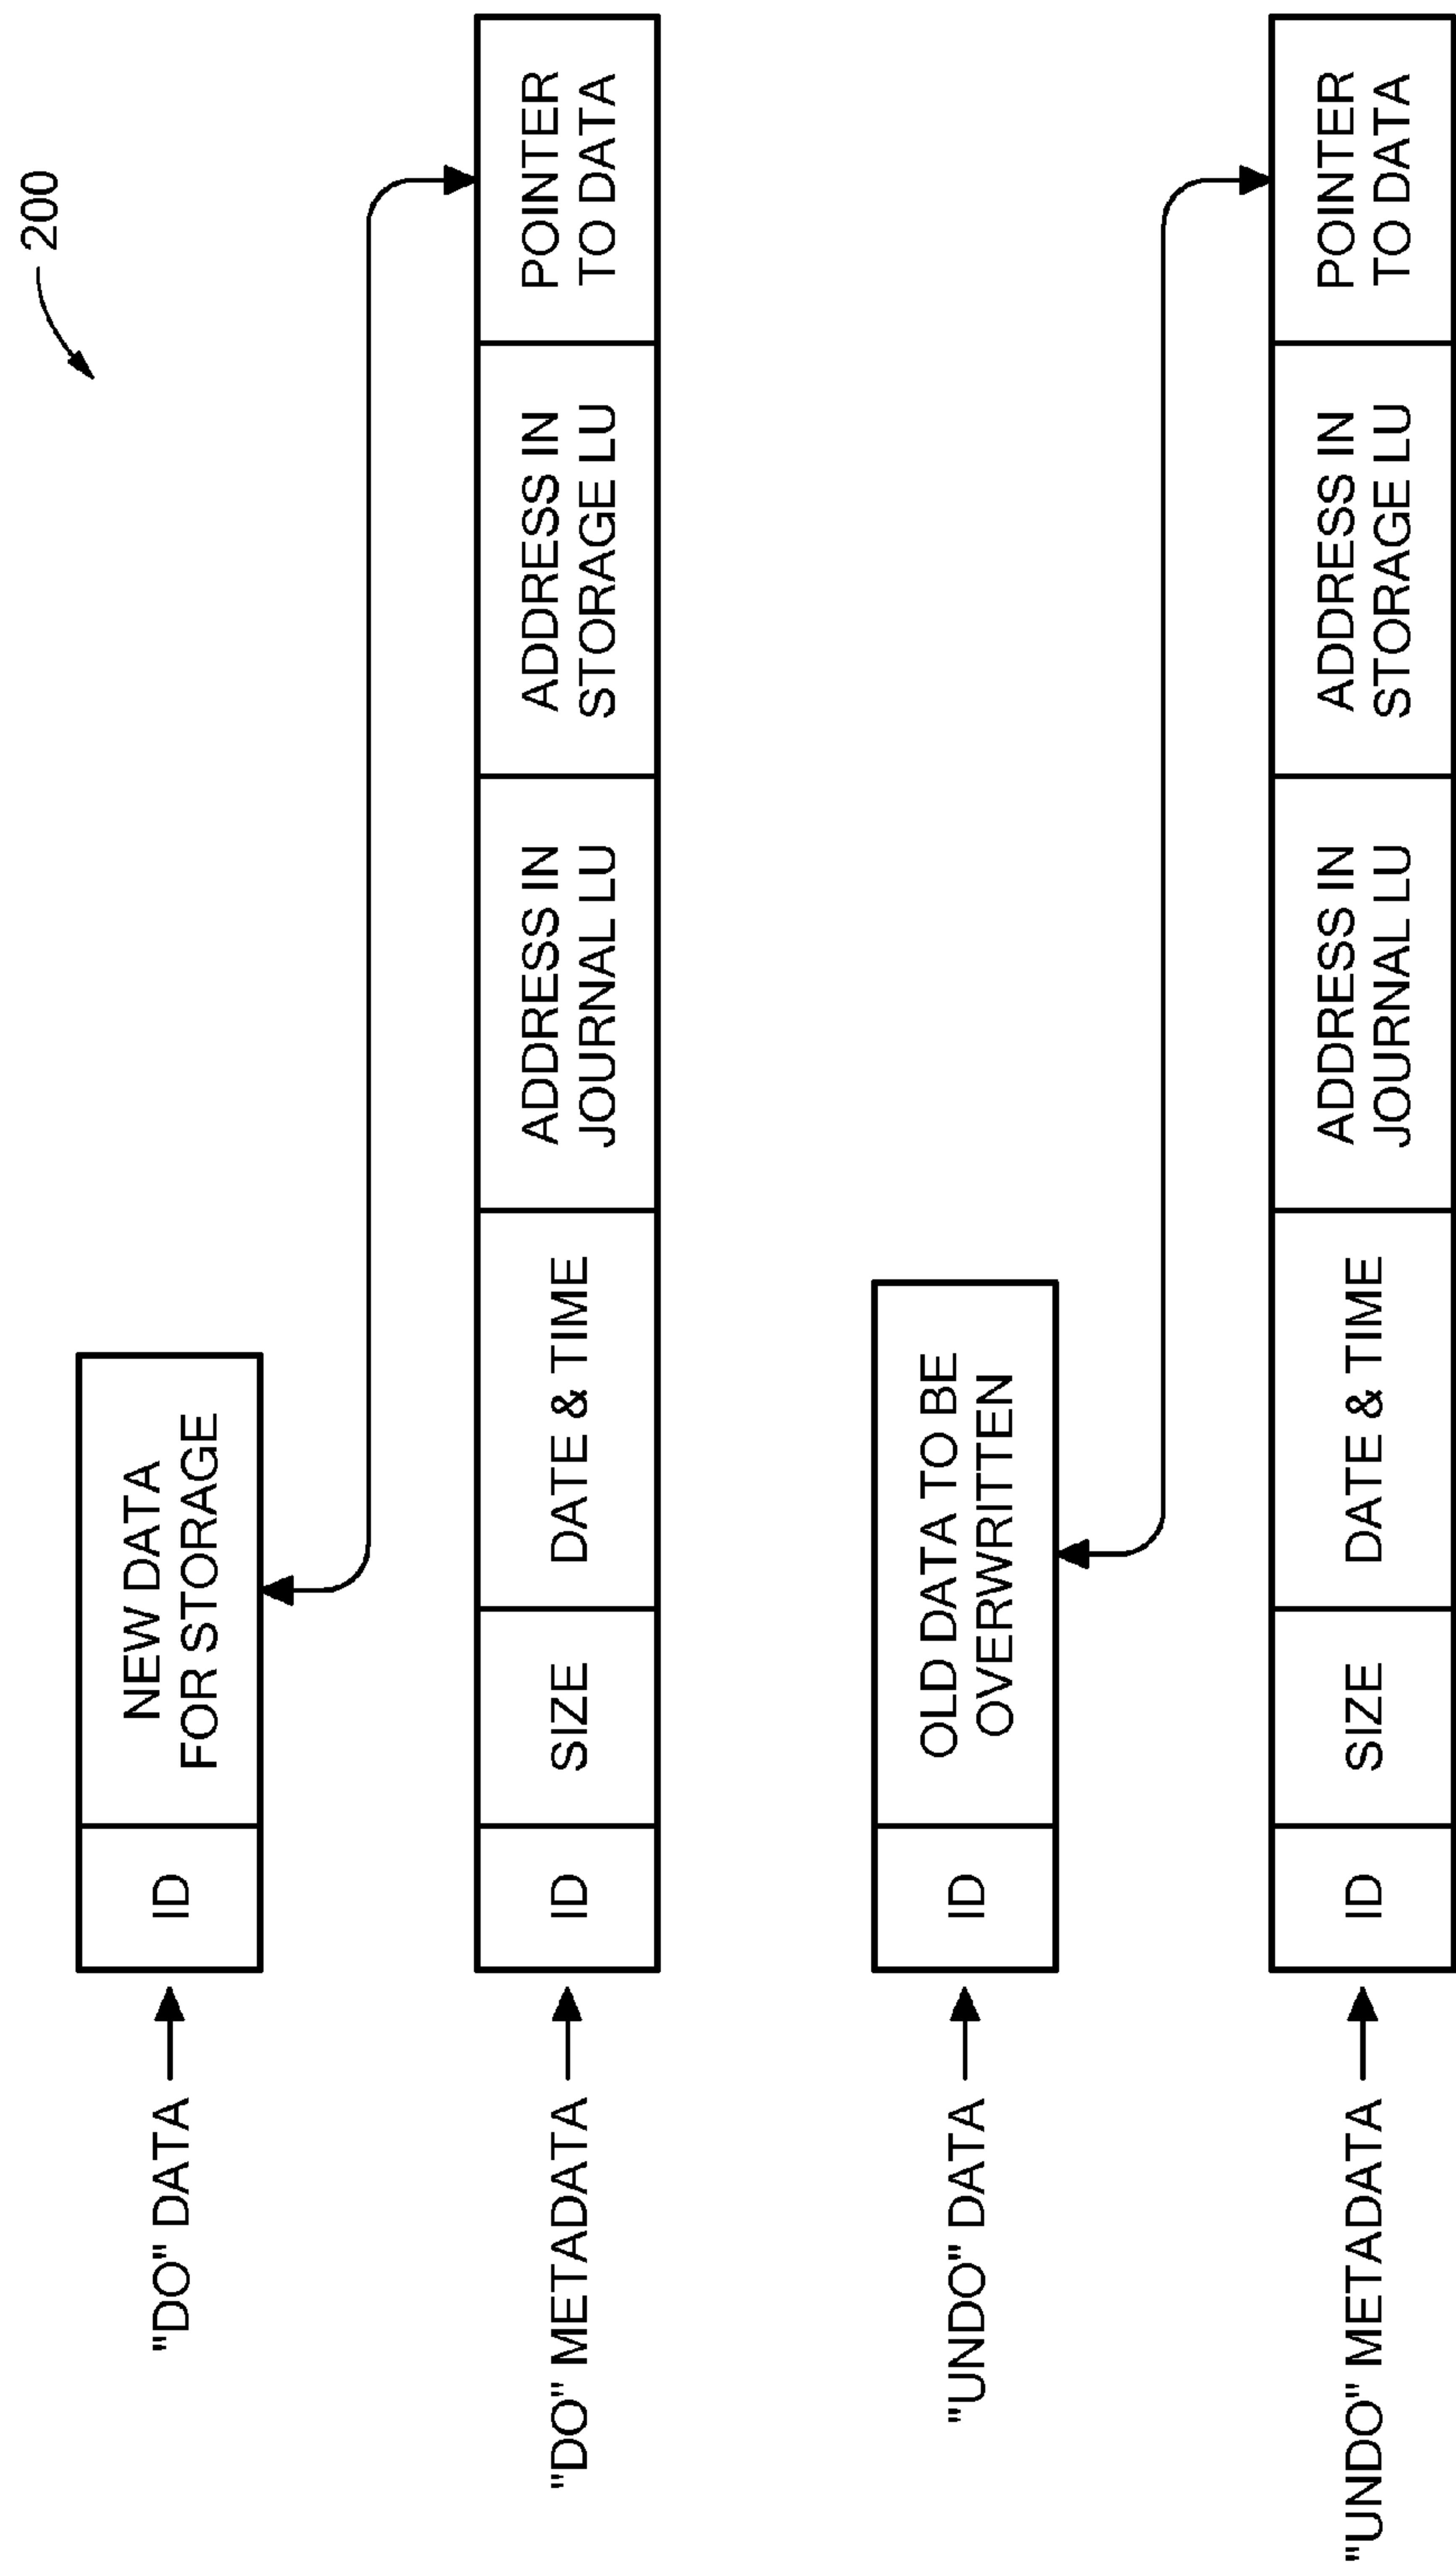 200
"DO" DATA
ID
NEW DATA
FOR STORAGE
"DO" METADATA
ID
SIZE
DATE & TIME
ADDRESS IN
JOURNAL LU
ADDRESS IN
STORAGE LU
POINTER
TO DATA
"UNDO" DATA
ID
OLD DATA TO BE
OVERWRITTEN
"UNDO" METADATA
ID
SIZE
DATE & TIME
ADDRESS IN
JOURNAL LU
ADDRESS IN
STORAGE LU
POINTER
TO DATA